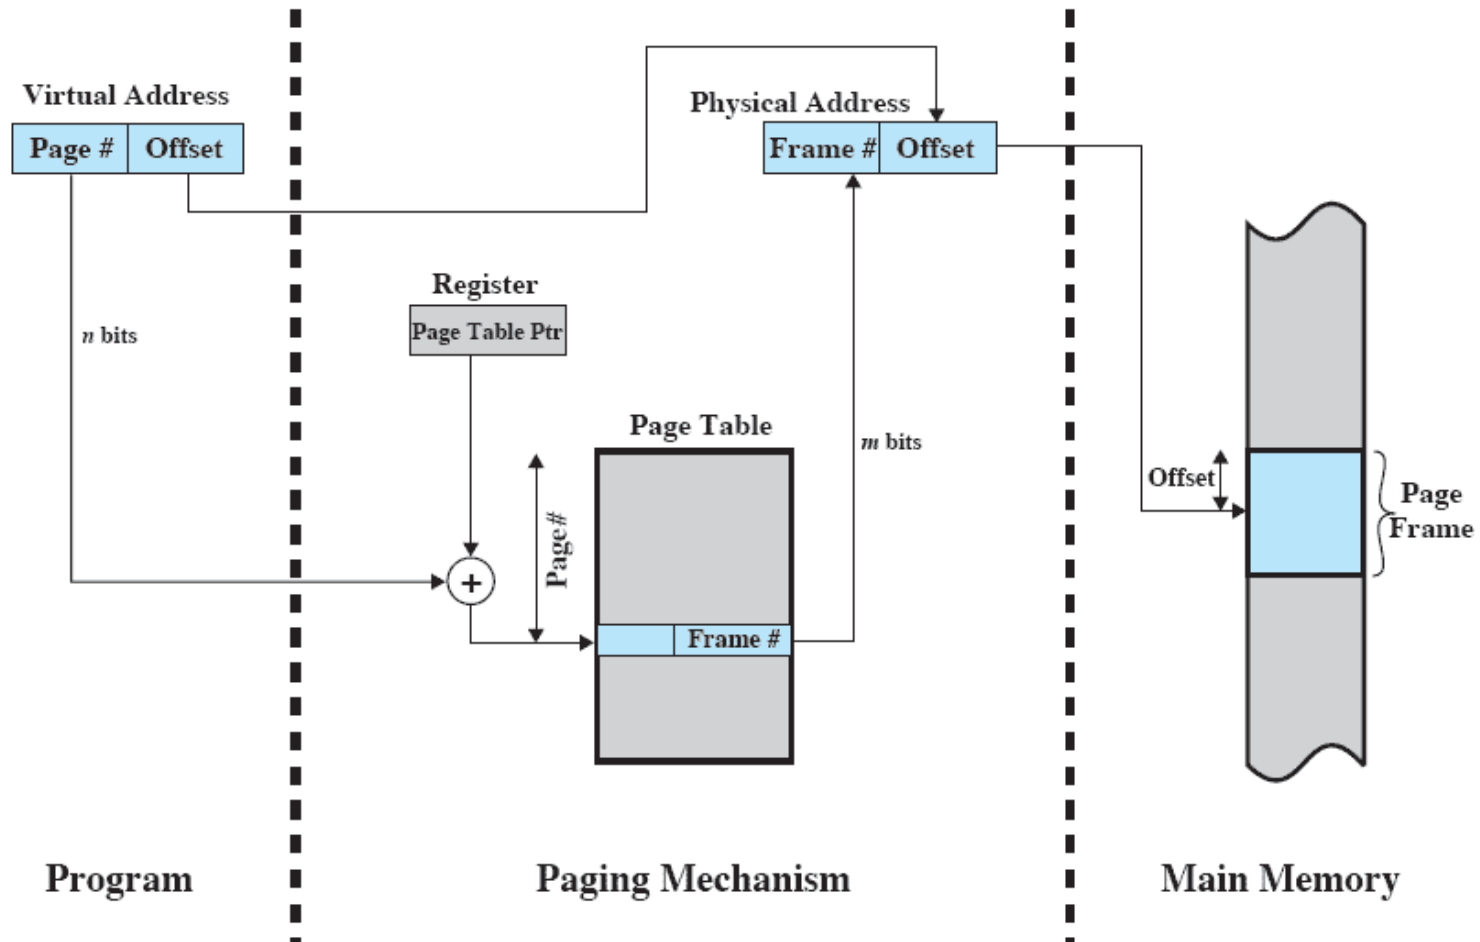 Virtual Address
Page #
Offset
Physical Address
Frame #
Offset
n bits
Register
Page Table Ptr
Page Table
m bits
Page#
+
Frame #
Offset
Page
Frame
Program
Paging Mechanism
Main Memory